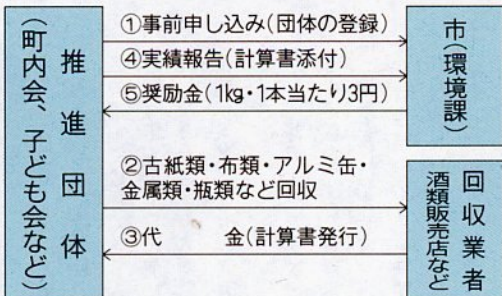 推進団体
（町内会、子ども会など）
①事前申し込み（団体の登録）
④実績報告（計算書添付）
⑤奨励金（1kg・1本当たり3円）
②古紙類・布類・アルミ缶・
金属類・瓶類など回収
③代　　金（計算書発行）
市（環境課）
回収業者
酒類販売店など